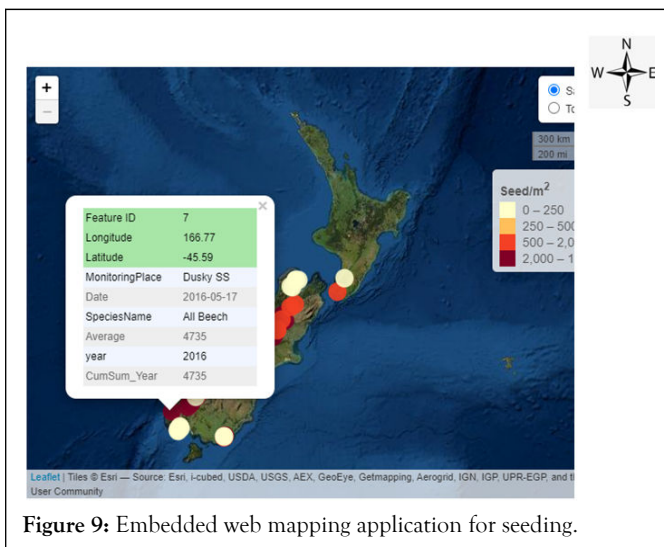 N
W E
S
+
−
300 km
200 mi
Seed/m²
0 – 250
250 – 500
500 – 2,0
2,000 – 1
×
Feature ID 7
Longitude 166.77
Latitude -45.59
MonitoringPlace Dusky SS
Date 2016-05-17
SpeciesName All Beech
Average 4735
year 2016
CumSum_Year 4735
Leaflet | Tiles © Esri — Source: Esri, i-cubed, USDA, USGS, AEX, GeoEye, Getmapping, Aerogrid, IGN, IGP, UPR-EGP, and
User Community
Figure 9: Embedded web mapping application for seeding.